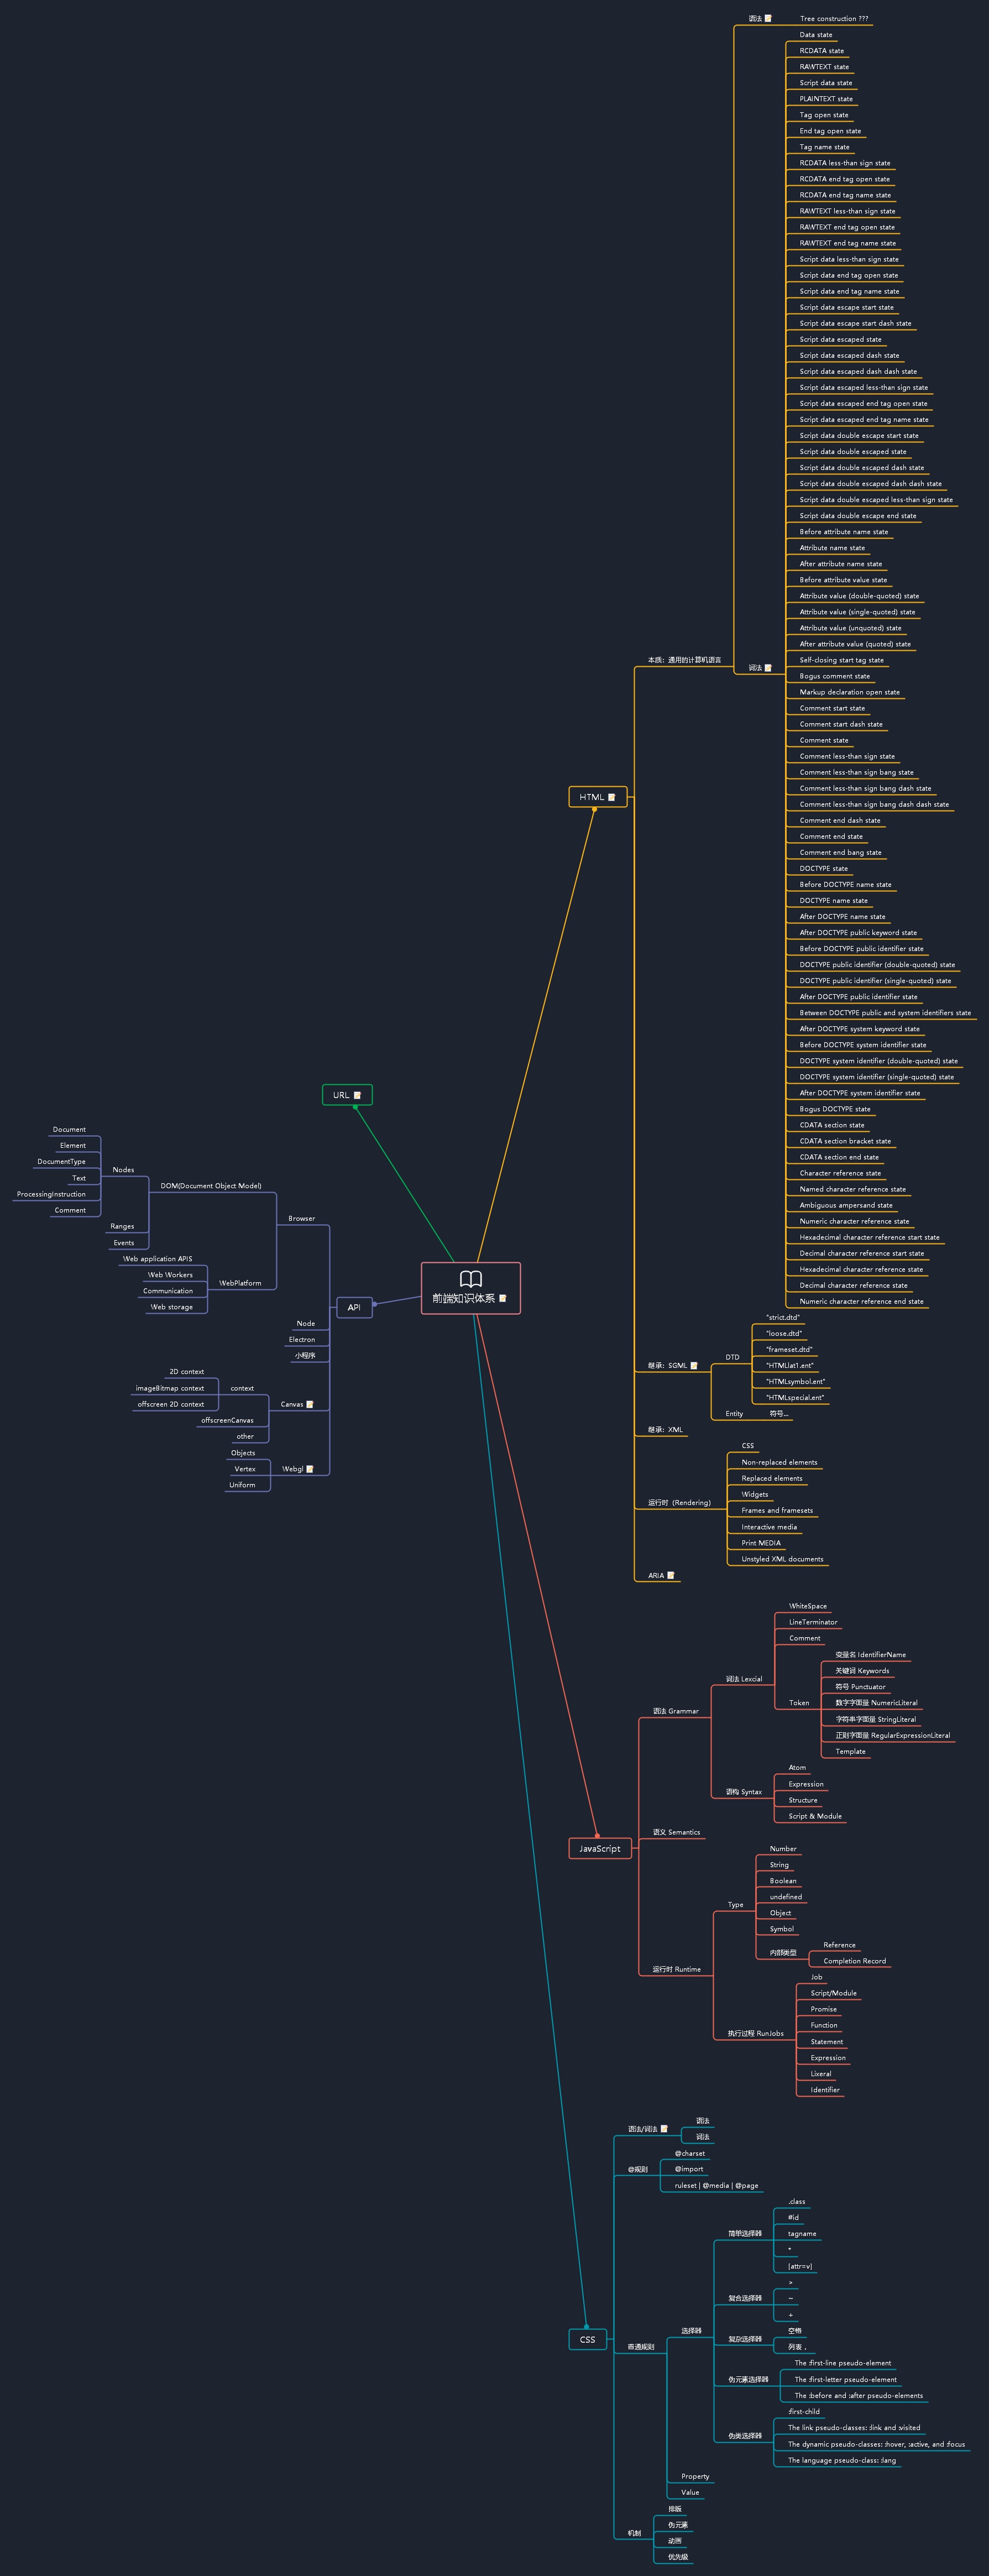 前端知识体系
HTML
本质：通用的计算机语言
语法
Tree construction ???
词法
Data state
RCDATA state
RAWTEXT state
Script data state
PLAINTEXT state
Tag open state
End tag open state
Tag name state
RCDATA less-than sign state
RCDATA end tag open state
RCDATA end tag name state
RAWTEXT less-than sign state
RAWTEXT end tag open state
RAWTEXT end tag name state
Script data less-than sign state
Script data end tag open state
Script data end tag name state
Script data escape start state
Script data escape start dash state
Script data escaped state
Script data escaped dash state
Script data escaped dash dash state
Script data escaped less-than sign state
Script data escaped end tag open state
Script data escaped end tag name state
Script data double escape start state
Script data double escaped state
Script data double escaped dash state
Script data double escaped dash dash state
Script data double escaped less-than sign state
Script data double escape end state
Before attribute name state
Attribute name state
After attribute name state
Before attribute value state
Attribute value (double-quoted) state
Attribute value (single-quoted) state
Attribute value (unquoted) state
After attribute value (quoted) state
Self-closing start tag state
Bogus comment state
Markup declaration open state
Comment start state
Comment start dash state
Comment state
Comment less-than sign state
Comment less-than sign bang state
Comment less-than sign bang dash state
Comment less-than sign bang dash dash state
Comment end dash state
Comment end state
Comment end bang state
DOCTYPE state
Before DOCTYPE name state
DOCTYPE name state
After DOCTYPE name state
After DOCTYPE public keyword state
Before DOCTYPE public identifier state
DOCTYPE public identifier (double-quoted) state
DOCTYPE public identifier (single-quoted) state
After DOCTYPE public identifier state
Between DOCTYPE public and system identifiers state
After DOCTYPE system keyword state
Before DOCTYPE system identifier state
DOCTYPE system identifier (double-quoted) state
DOCTYPE system identifier (single-quoted) state
After DOCTYPE system identifier state
Bogus DOCTYPE state
CDATA section state
CDATA section bracket state
CDATA section end state
Character reference state
Named character reference state
Ambiguous ampersand state
Numeric character reference state
Hexadecimal character reference start state
Decimal character reference start state
Hexadecimal character reference state
Decimal character reference state
Numeric character reference end state
继承：SGML
DTD
"strict.dtd"
"loose.dtd"
"frameset.dtd"
"HTMLlat1.ent"
"HTMLsymbol.ent"
"HTMLspecial.ent"
Entity
符号...
继承：XML
运行时（Rendering）
CSS
Non-replaced elements
Replaced elements
Widgets
Frames and framesets
Interactive media
Print MEDIA
Unstyled XML documents
ARIA
JavaScript
语法 Grammar
词法 Lexcial
WhiteSpace
LineTerminator
Comment
Token
变量名 IdentifierName
关键词 Keywords
符号 Punctuator
数字字面量 NumericLiteral
字符串字面量 StringLiteral
正则字面量 RegularExpressionLiteral
Template
语构 Syntax
Atom
Expression
Structure
Script & Module
语义 Semantics
运行时 Runtime
Type
Number
String
Boolean
undefined
Object
Symbol
内部类型
Reference
Completion Record
执行过程 RunJobs
Job
Script/Module
Promise
Function
Statement
Expression
Lixeral
Identifier
CSS
语法/词法
语法
词法
@规则
@charset
@import
ruleset | @media | @page
普通规则
选择器
简单选择器
.class
#id
tagname
*
[attr=v]
复合选择器
>
~
+
复杂选择器
空格
列表 ,
伪元素选择器
The :first-line pseudo-element
The :first-letter pseudo-element
The :before and :after pseudo-elements
伪类选择器
:first-child
The link pseudo-classes: :link and :visited
The dynamic pseudo-classes: :hover, :active, and :focus
The language pseudo-class: :lang
Property
Value
机制
排版
伪元素
动画
优先级
URL
API
Browser
DOM(Document Object Model)
Nodes
Document
Element
DocumentType
Text
ProcessingInstruction
Comment
Ranges
Events
WebPlatform
Web application APIS
Web Workers
Communication
Web storage
Node
Electron
小程序
Canvas
context
2D context
imageBitmap context
offscreen 2D context
offscreenCanvas
other
Webgl
Objects
Vertex
Uniform